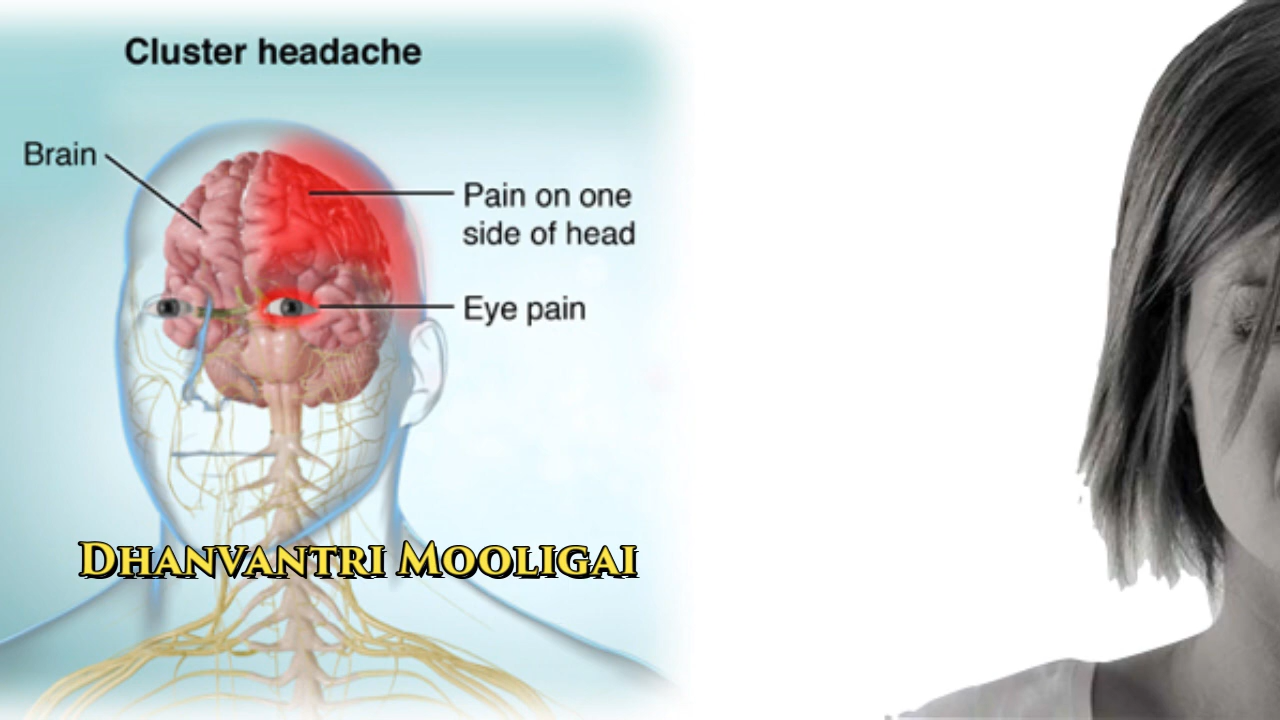 Cluster headache
Brain
Pain on one
side of head
Eye pain
DHANVANTRI MOOLIGAI